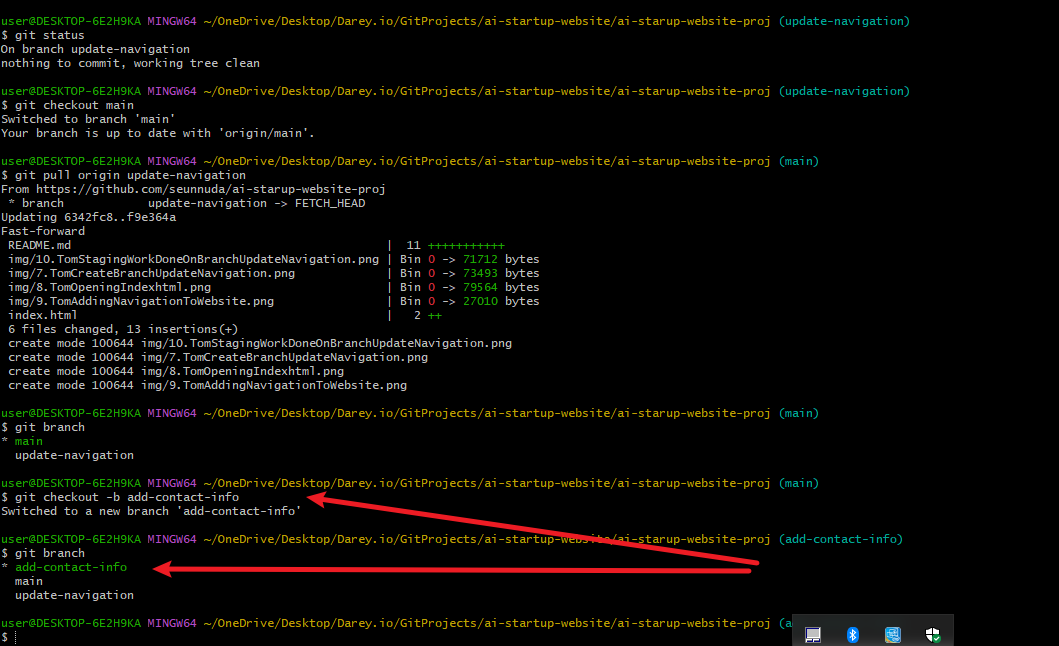 user@DESKTOP-6E2H9KA MINGW64 ~/OneDrive/Desktop/Darey.io/GitProjects/ai-startup-website/ai-starup-website-proj (update-navigation)
$ git status
On branch update-navigation
nothing to commit, working tree clean
user@DESKTOP-6E2H9KA MINGW64 ~/OneDrive/Desktop/Darey.io/GitProjects/ai-startup-website/ai-starup-website-proj (update-navigation)
$ git checkout main
Switched to branch 'main'
Your branch is up to date with 'origin/main'.
user@DESKTOP-6E2H9KA MINGW64 ~/OneDrive/Desktop/Darey.io/GitProjects/ai-startup-website/ai-starup-website-proj (main)
$ git pull origin update-navigation
From https://github.com/seunnuda/ai-starup-website-proj
 * branch            update-navigation -> FETCH_HEAD
Updating 6342fc8..f9e364a
Fast-forward
 README.md                                             |  11 +++++++++++
 img/10.TomStagingWorkDoneOnBranchUpdateNavigation.png | Bin 0 -> 71712 bytes
 img/7.TomCreateBranchUpdateNavigation.png             | Bin 0 -> 73493 bytes
 img/8.TomOpeningIndexhtml.png                         | Bin 0 -> 79564 bytes
 img/9.TomAddingNavigationToWebsite.png                | Bin 0 -> 27010 bytes
 index.html                                            |   2 ++
 6 files changed, 13 insertions(+)
 create mode 100644 img/10.TomStagingWorkDoneOnBranchUpdateNavigation.png
 create mode 100644 img/7.TomCreateBranchUpdateNavigation.png
 create mode 100644 img/8.TomOpeningIndexhtml.png
 create mode 100644 img/9.TomAddingNavigationToWebsite.png
user@DESKTOP-6E2H9KA MINGW64 ~/OneDrive/Desktop/Darey.io/GitProjects/ai-startup-website/ai-starup-website-proj (main)
$ git branch
* main
  update-navigation
user@DESKTOP-6E2H9KA MINGW64 ~/OneDrive/Desktop/Darey.io/GitProjects/ai-startup-website/ai-starup-website-proj (main)
$ git checkout -b add-contact-info
Switched to a new branch 'add-contact-info'
user@DESKTOP-6E2H9KA MINGW64 ~/OneDrive/Desktop/Darey.io/GitProjects/ai-startup-website/ai-starup-website-proj (add-contact-info)
$ git branch
* add-contact-info
  main
  update-navigation
user@DESKTOP-6E2H9KA MINGW64 ~/OneDrive/Desktop/Darey.io/GitProjects/ai-startup-website/ai-starup-website-proj (a
$